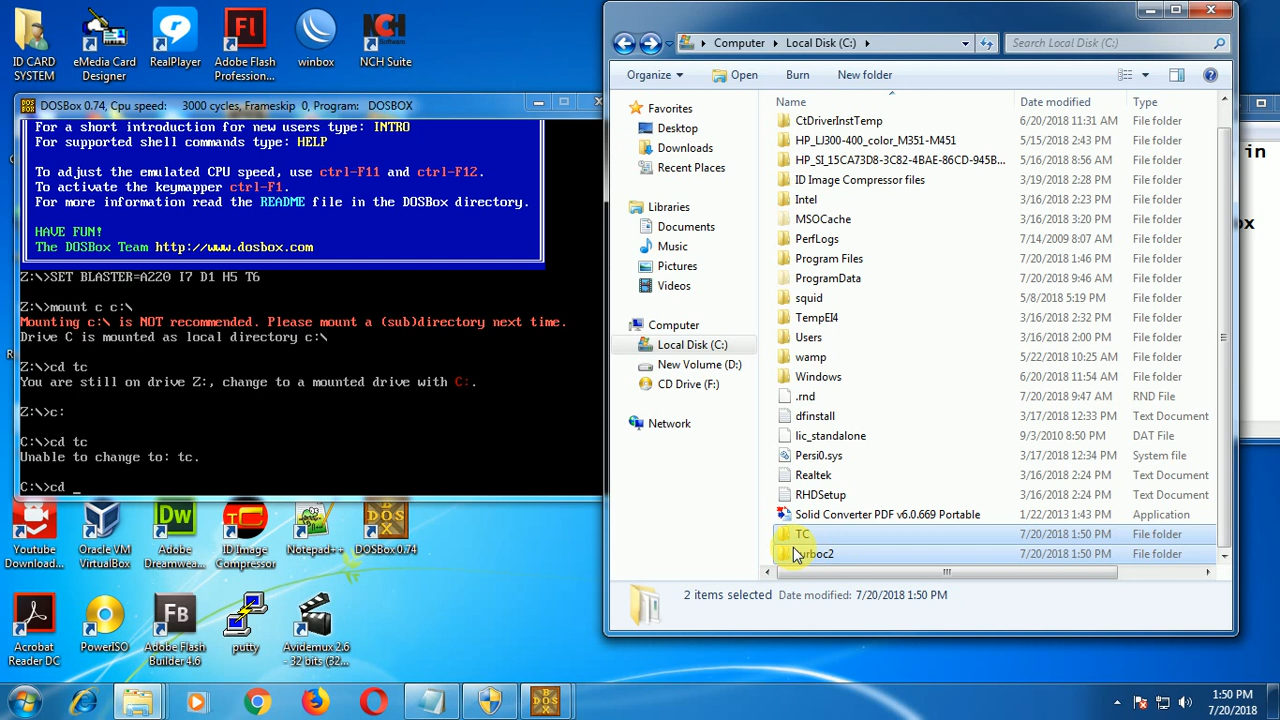 ID CARD
SYSTEM
eMedia Card
Designer
RealPlayer
Adobe Flash
Profession...
winbox
NCH Suite
DOSBox 0.74, Cpu speed: 3000 cycles, Frameskip 0, Program: DOSBOX
For a short introduction for new users type: INTRO
For supported shell commands type: HELP
To adjust the emulated CPU speed, use ctrl-F11 and ctrl-F12.
To activate the keymapper ctrl-F1.
For more information read the README file in the DOSBox directory.
HAVE FUN!
The DOSBox Team http://www.dosbox.com
Z:\>SET BLASTER=A220 I7 D1 H5 T6
Z:\>mount c c:\
Mounting c:\ is NOT recommended. Please mount a (sub)directory next time.
Drive C is mounted as local directory c:\
Z:\>cd tc
You are still on drive Z:, change to a mounted drive with C:.
Z:\>c:
C:\>cd tc
Unable to change to: tc.
C:\>cd _
Computer Local Disk (C:)
Search Local Disk (C:)
Organize Open Burn New folder
Favorites
Desktop
Downloads
Recent Places
Libraries
Documents
Music
Pictures
Videos
Computer
Local Disk (C:)
New Volume (D:)
CD Drive (F:)
Network
Name Date modified Type
CtDriverInstTemp 6/20/2018 11:31 AM File folder
HP_LJ300-400_color_M351-M451 5/15/2018 2:43 PM File folder
HP_SI_15CA73D8-3C82-4BAE-86CD-945B... 5/16/2018 8:56 AM File folder
ID Image Compressor files 3/19/2018 2:28 PM File folder
Intel 3/16/2018 2:23 PM File folder
MSOCache 3/16/2018 3:20 PM File folder
PerfLogs 7/14/2009 8:07 AM File folder
Program Files 7/20/2018 1:46 PM File folder
ProgramData 7/20/2018 9:46 AM File folder
squid 5/8/2018 5:19 PM File folder
TempEI4 3/16/2018 2:32 PM File folder
Users 3/16/2018 2:00 PM File folder
wamp 5/22/2018 10:25 AM File folder
Windows 6/20/2018 11:54 AM File folder
.rnd 7/20/2018 9:47 AM RND File
dfinstall 3/17/2018 12:33 PM Text Document
lic_standalone 9/3/2010 8:50 PM DAT File
Persi0.sys 3/17/2018 12:34 PM System file
Realtek 3/16/2018 2:24 PM Text Document
RHDSetup 3/16/2018 2:24 PM Text Document
Solid Converter PDF v6.0.669 Portable 1/22/2013 1:43 PM Application
TC 7/20/2018 1:50 PM File folder
7/20/2018 1:50 PM File folder
2 items selected Date modified: 7/20/2018 1:50 PM
in
ox
Youtube
Download...
Oracle VM
VirtualBox
Adobe
Dreamwea...
ID Image
Compressor
Notepad++
DOSBox 0.74
Acrobat
Reader DC
PowerISO
Adobe Flash
Builder 4.6
putty
Avidemux 2.6
- 32 bits (32...
1:50 PM
7/20/2018